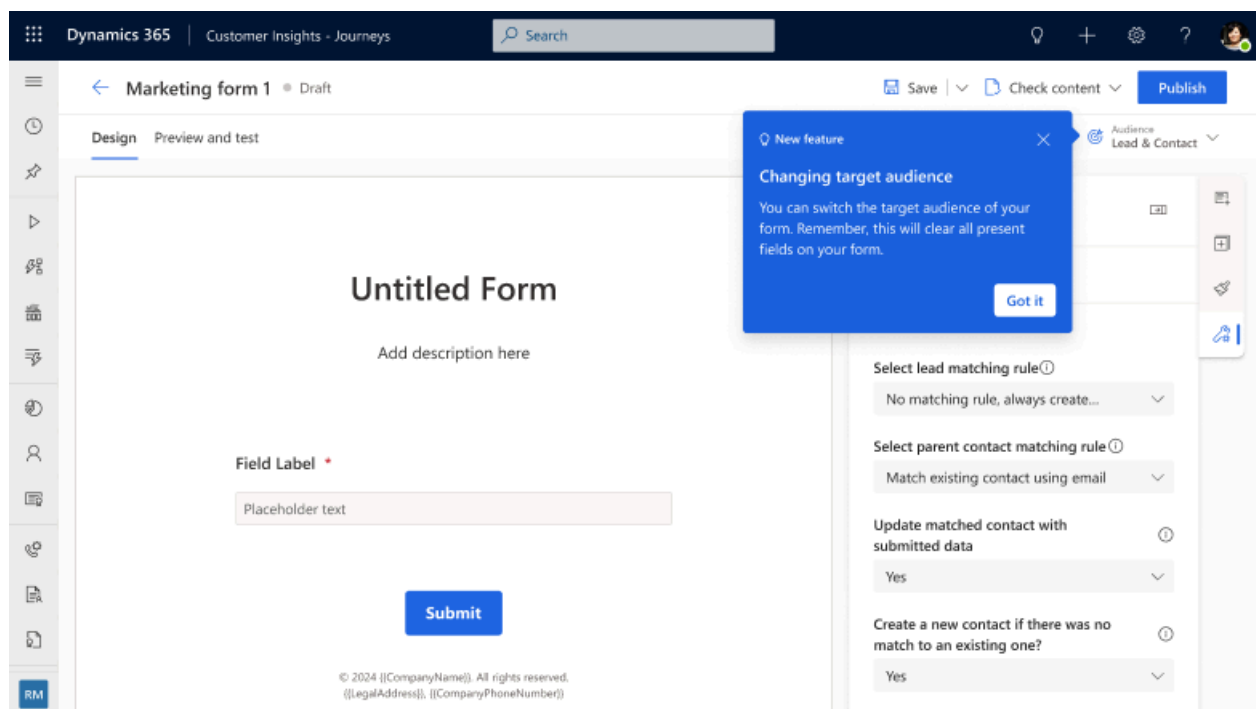 Dynamics 365 Customer Insights - Journeys Search
Marketing form 1 Draft Save Check content Publish
Design Preview and test
Audience
Lead & Contact
New feature
Changing target audience
You can switch the target audience of your
form. Remember, this will clear all present
fields on your form.
Got it
Untitled Form
Add description here
Field Label *
Placeholder text
Submit
© 2024 {{CompanyName}}. All rights reserved.
{{LegalAddress}}, {{CompanyPhoneNumber}}
Select lead matching rule
No matching rule, always create...
Select parent contact matching rule
Match existing contact using email
Update matched contact with
submitted data
Yes
Create a new contact if there was no
match to an existing one?
Yes
RM